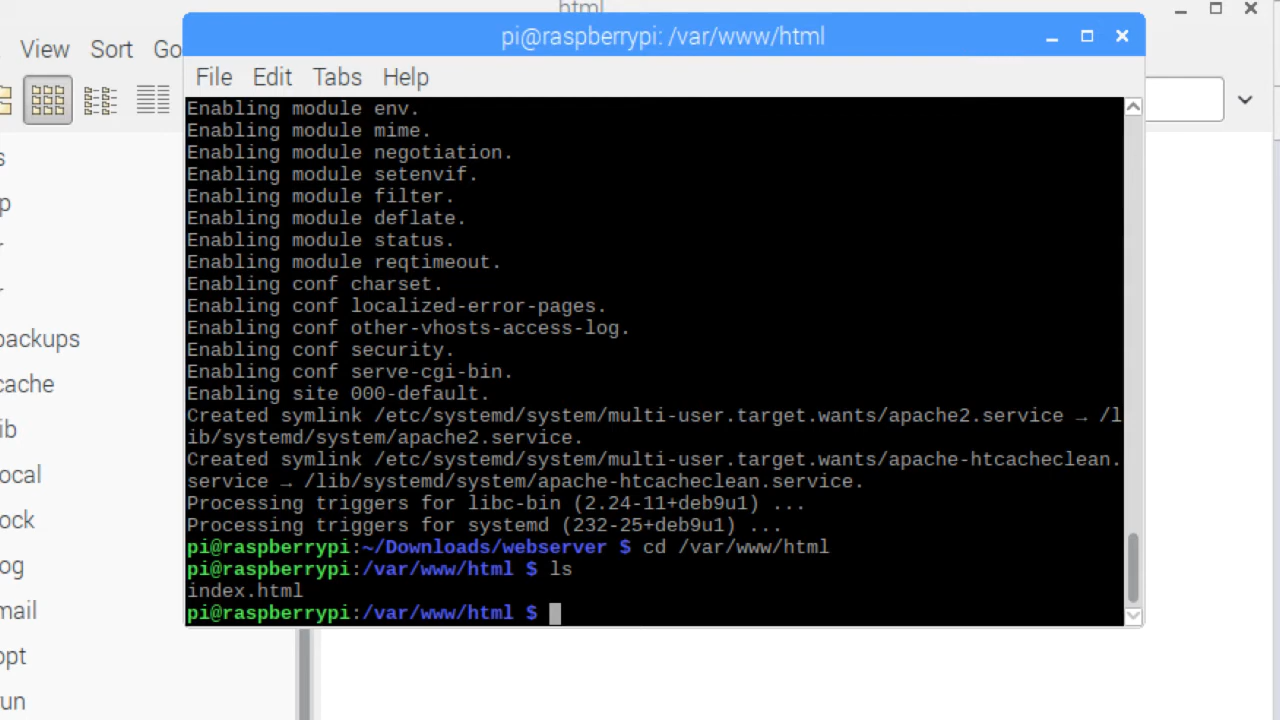 html
View Sort Go
pi@raspberrypi: /var/www/html
File Edit Tabs Help
Enabling module env.
Enabling module mime.
Enabling module negotiation.
Enabling module setenvif.
Enabling module filter.
Enabling module deflate.
Enabling module status.
Enabling module reqtimeout.
Enabling conf charset.
Enabling conf localized-error-pages.
Enabling conf other-vhosts-access-log.
Enabling conf security.
Enabling conf serve-cgi-bin.
Enabling site 000-default.
Created symlink /etc/systemd/system/multi-user.target.wants/apache2.service → /l
ib/systemd/system/apache2.service.
Created symlink /etc/systemd/system/multi-user.target.wants/apache-htcacheclean.
service → /lib/systemd/system/apache-htcacheclean.service.
Processing triggers for libc-bin (2.24-11+deb9u1) ...
Processing triggers for systemd (232-25+deb9u1) ...
pi@raspberrypi:~/Downloads/webserver $ cd /var/www/html
pi@raspberrypi:/var/www/html $ ls
index.html
pi@raspberrypi:/var/www/html $
backups
cache
ib
ocal
ock
og
mail
opt
run